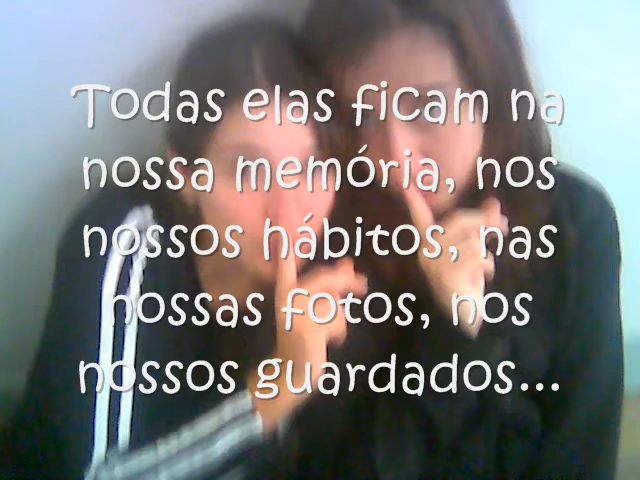 Todas elas ficam na
nossa memória, nos
nossos hábitos, nas
nossas fotos, nos
nossos guardados...